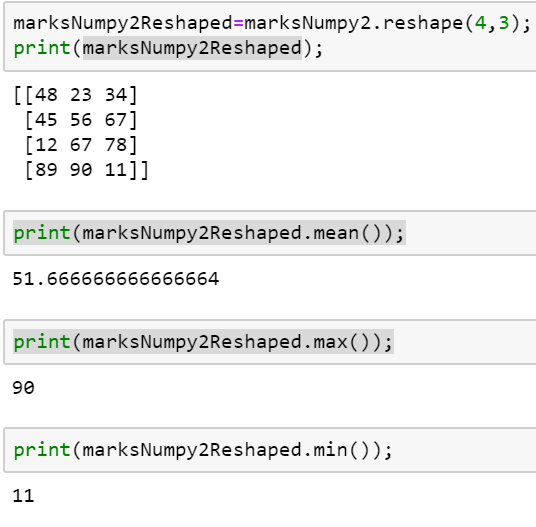 marksNumpy2Reshaped=marksNumpy2.reshape(4,3);
print(marksNumpy2Reshaped);
[[48 23 34]
 [45 56 67]
 [12 67 78]
 [89 90 11]]
print(marksNumpy2Reshaped.mean());
51.666666666666664
print(marksNumpy2Reshaped.max());
90
print(marksNumpy2Reshaped.min());
11